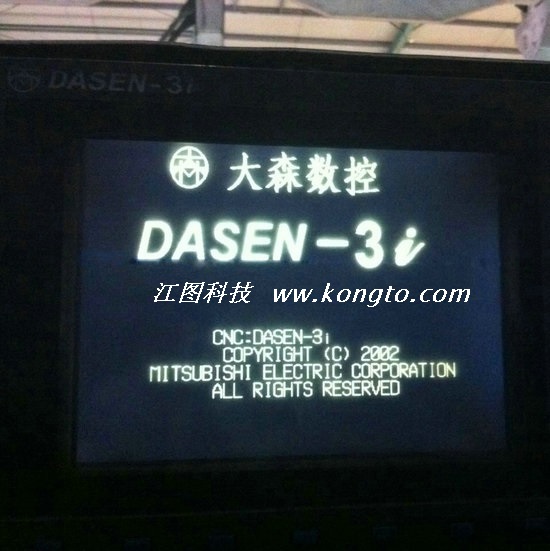 DASEN-3i
大森数控
DASEN-3i
江图科技 ww.kongto.com
CNC:DASEN-3i
COPYRIGHT (C) 2002
MITSUBISHI ELECTRIC CORPORATION
ALL RIGHTS RESERVED